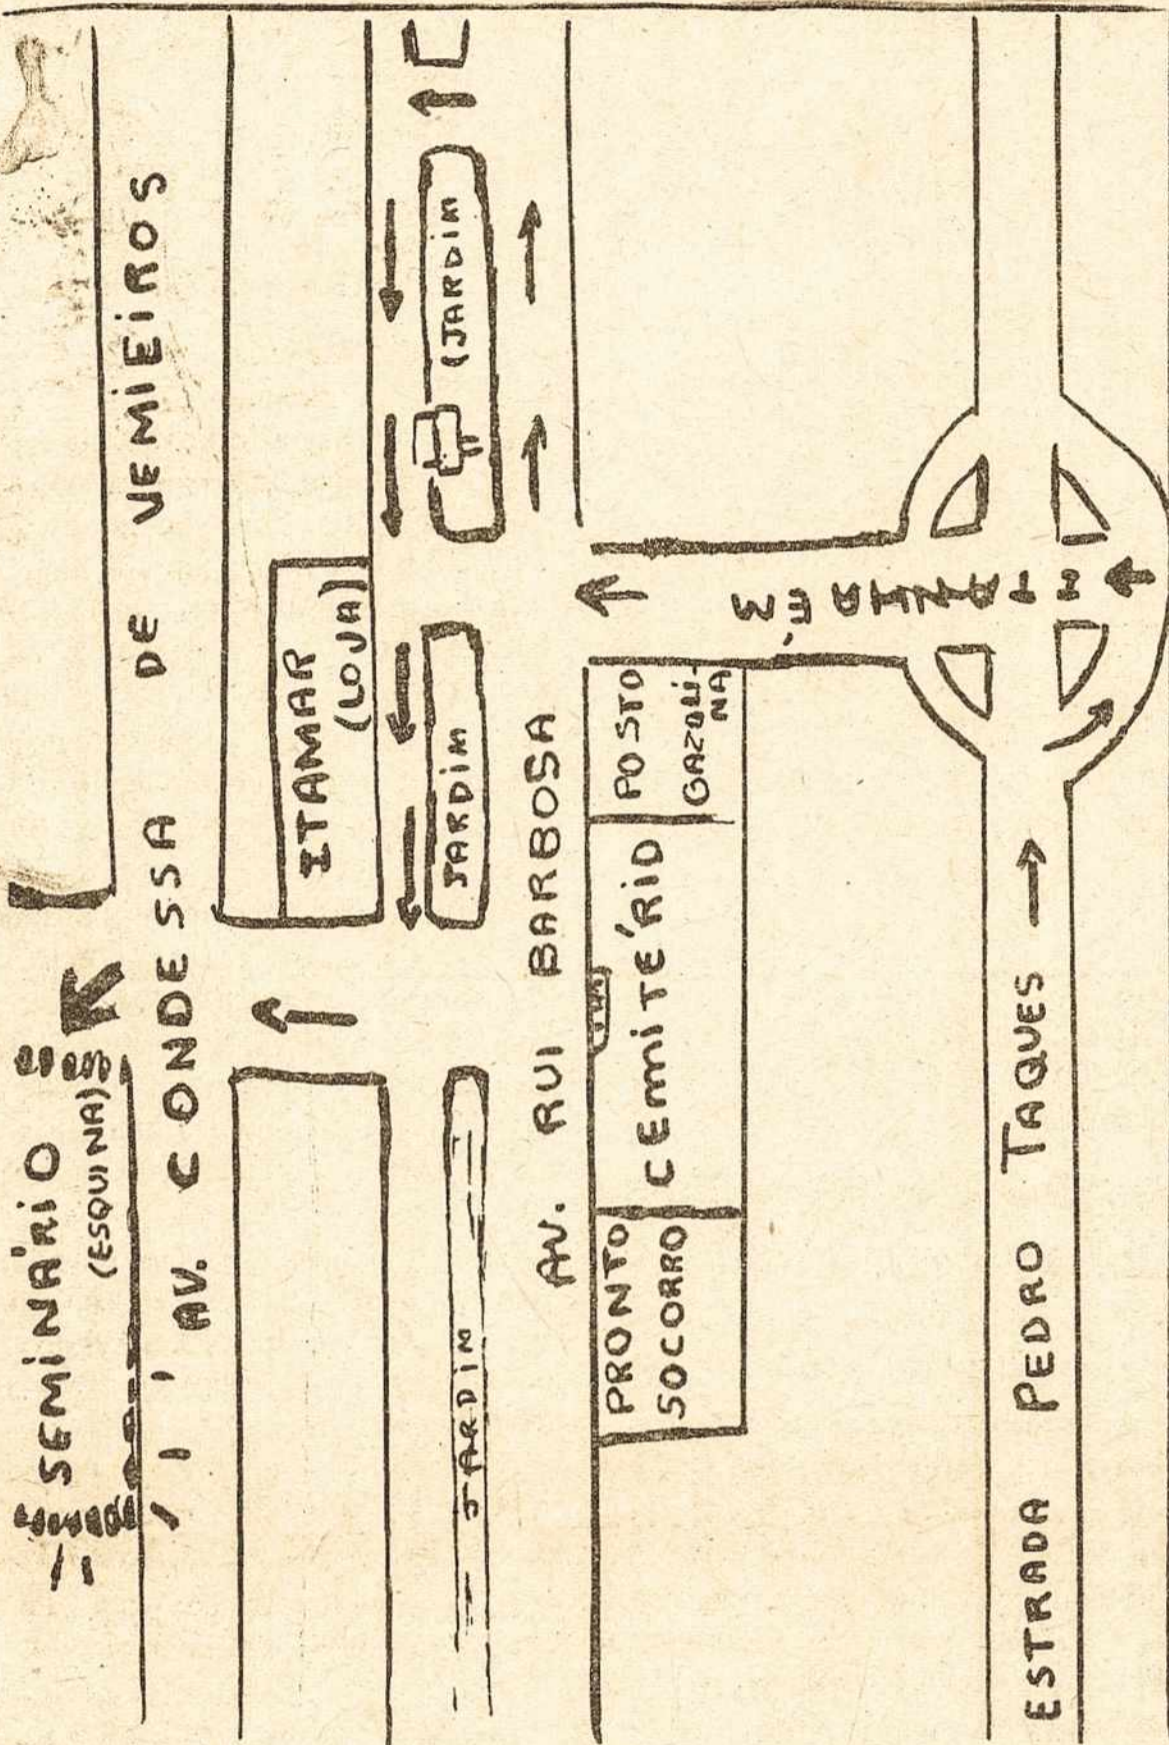 SEMINÁRIO
(ESQUINA)
AV. CONDESSA DE VEMIEIROS
ITAMAR
(LOJA)
JARDIM
JARDIM
(JARDIM
AV. RUI BARBOSA
PRONTO
SOCORRO
CEMITÉRIO
POSTO
GAZOLI-
NA
ITANHAÉM
ESTRADA PEDRO TAQUES